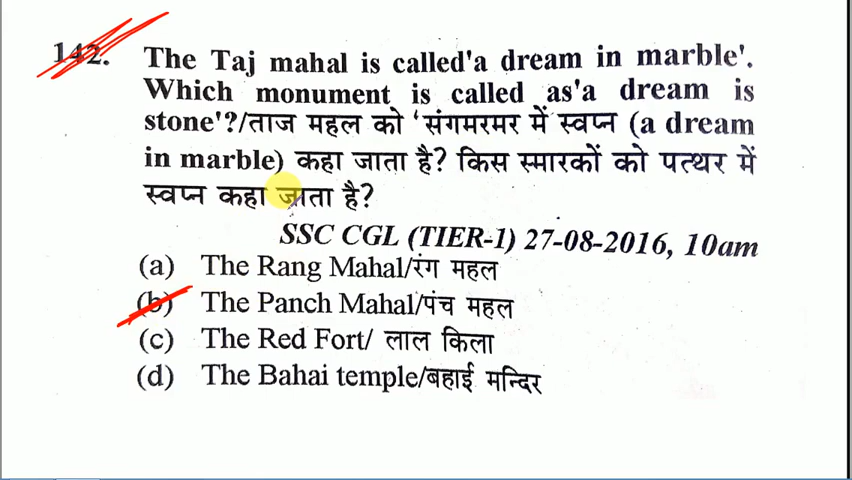 142. The Taj mahal is called'a dream in marble'.
Which monument is called as'a dream is
stone'?/ताज महल को 'संगमरमर में स्वप्न (a dream
in marble) कहा जाता है? किस स्मारकों को पत्थर में
स्वप्न कहा जाता है?
SSC CGL (TIER-1) 27-08-2016, 10am
(a) The Rang Mahal/रंग महल
(b) The Panch Mahal/पंच महल
(c) The Red Fort/ लाल किला
(d) The Bahai temple/बहाई मन्दिर